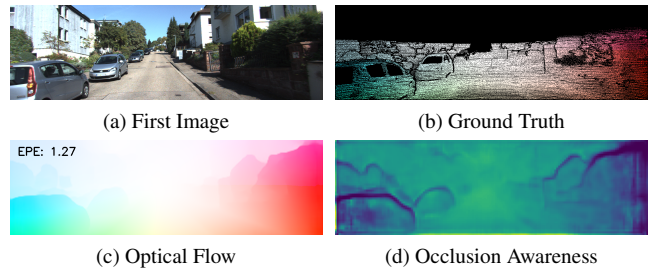 (a) First Image
(b) Ground Truth
EPE: 1.27
(c) Optical Flow
(d) Occlusion Awareness